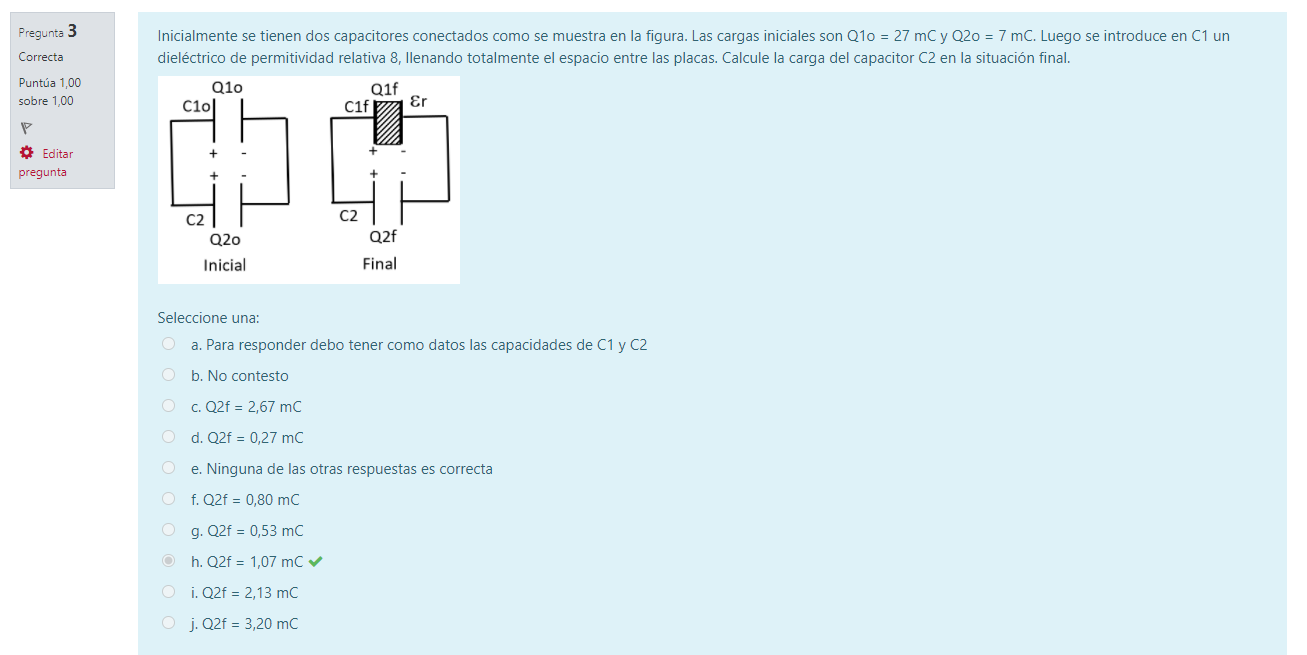 Pregunta 3
Correcta
Puntúa 1,00
sobre 1,00
Editar
pregunta
Inicialmente se tienen dos capacitores conectados como se muestra en la figura. Las cargas iniciales son Q1o = 27 mC y Q2o = 7 mC. Luego se introduce en C1 un
dieléctrico de permitividad relativa 8, llenando totalmente el espacio entre las placas. Calcule la carga del capacitor C2 en la situación final.
Q1o
C1o
+ -
+ -
C2
Q2o
Inicial
Q1f
C1f
Ɛr
+ -
+ -
C2
Q2f
Final
Seleccione una:
a. Para responder debo tener como datos las capacidades de C1 y C2
b. No contesto
c. Q2f = 2,67 mC
d. Q2f = 0,27 mC
e. Ninguna de las otras respuestas es correcta
f. Q2f = 0,80 mC
g. Q2f = 0,53 mC
h. Q2f = 1,07 mC
i. Q2f = 2,13 mC
j. Q2f = 3,20 mC